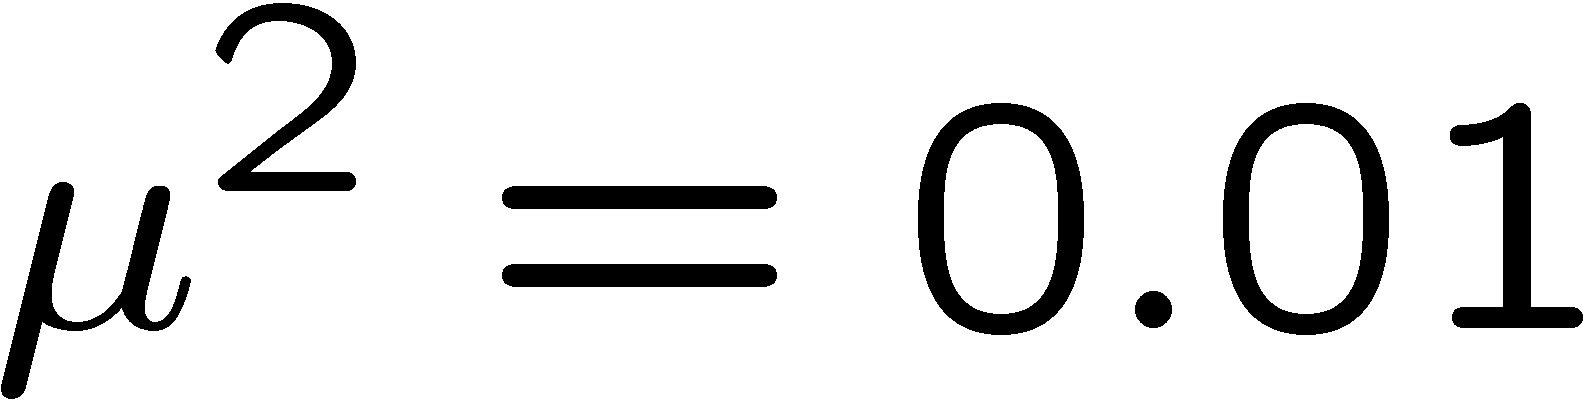 μ² = 0.01